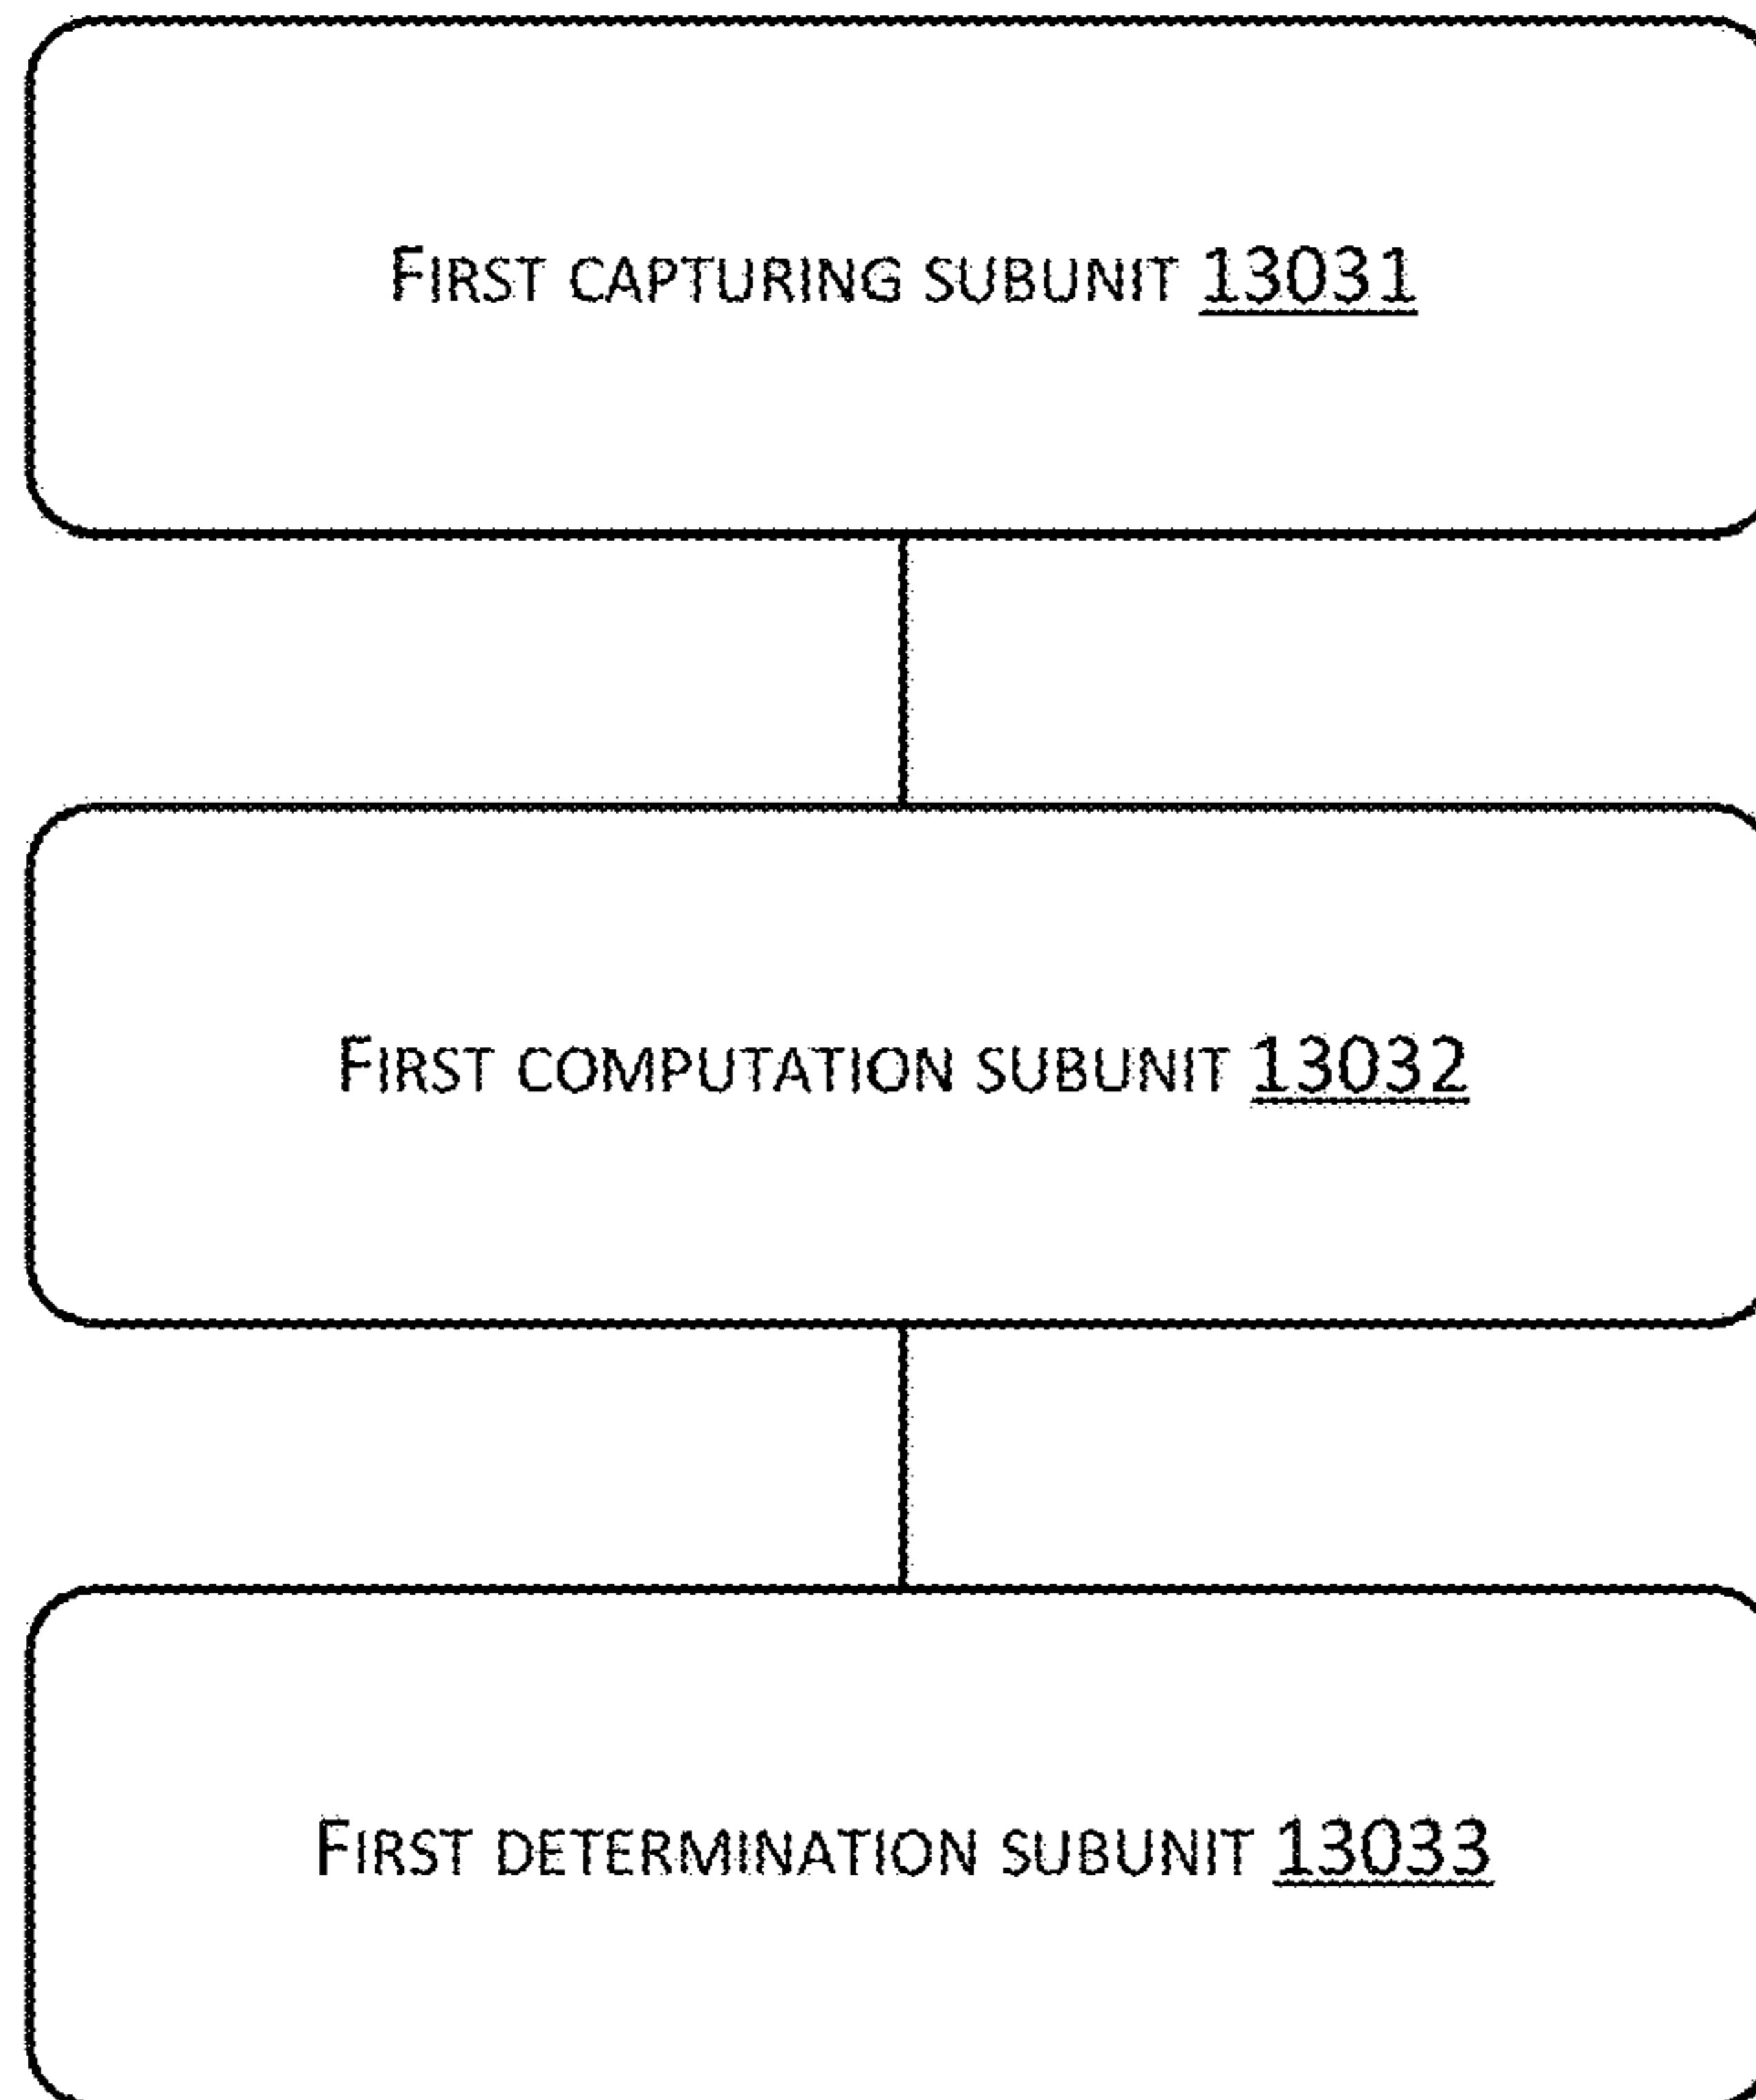 First capturing subunit 13031
First computation subunit 13032
First determination subunit 13033